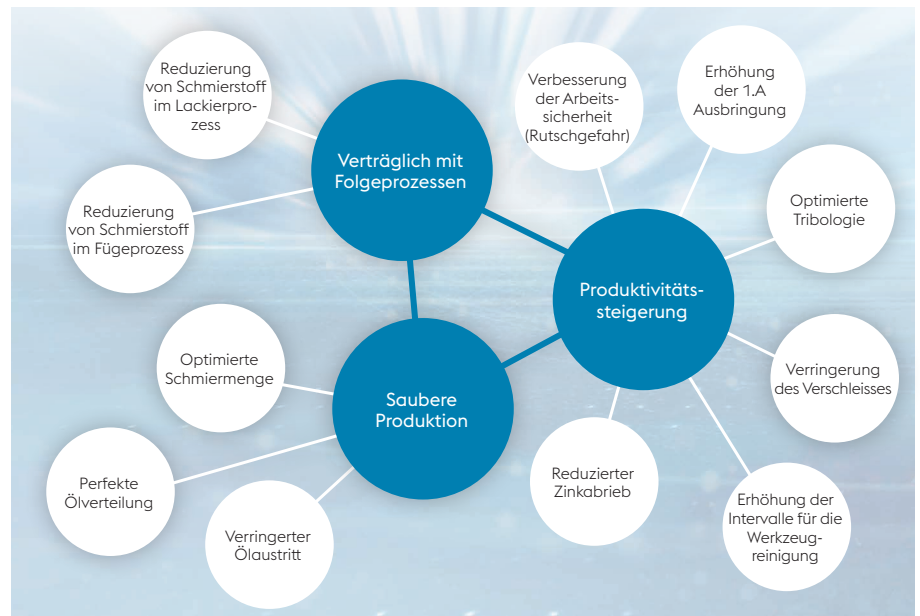 Reduzierung
von Schmierstoff
im Lackierpro-
zess
Verträglich mit
Folgeprozessen
Verbesserung
der Arbeits-
sicherheit
(Rutschgefahr)
Erhöhung
der 1.A
Ausbringung
Reduzierung
von Schmierstoff
im Fügeprozess
Optimierte
Tribologie
Produktivitäts-
steigerung
Optimierte
Schmiermenge
Saubere
Produktion
Verringerung
des Verschleisses
Perfekte
Ölverteilung
Verringerter
Ölaustritt
Reduzierter
Zinkabrieb
Erhöhung der
Intervalle für die
Werkzeug-
reinigung